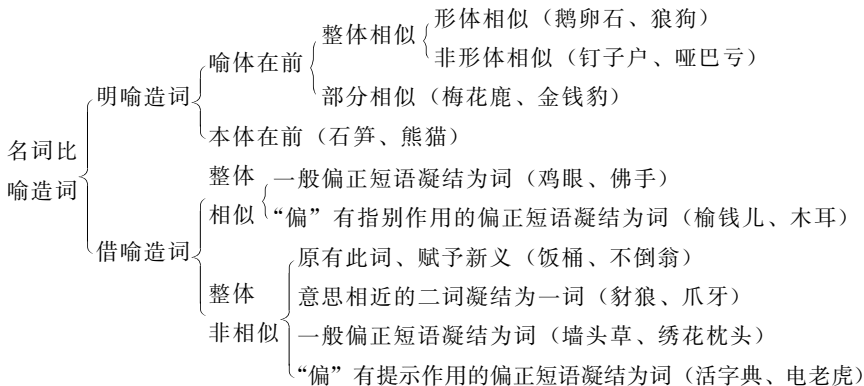 形体相似（鹅卵石、狼狗）
整体相似
非形体相似（钉子户、哑巴亏）
喻体在前
部分相似（梅花鹿、金钱豹）
明喻造词
本体在前（石笋、熊猫）
名词比
喻造词
整体
相似
一般偏正短语凝结为词（鸡眼、佛手）
“偏”有指别作用的偏正短语凝结为词（榆钱儿、木耳）
借喻造词
原有此词、赋予新义（饭桶、不倒翁）
整体
非相似
意思相近的二词凝结为一词（豺狼、爪牙）
一般偏正短语凝结为词（墙头草、绣花枕头）
“偏”有提示作用的偏正短语凝结为词（活字典、电老虎）